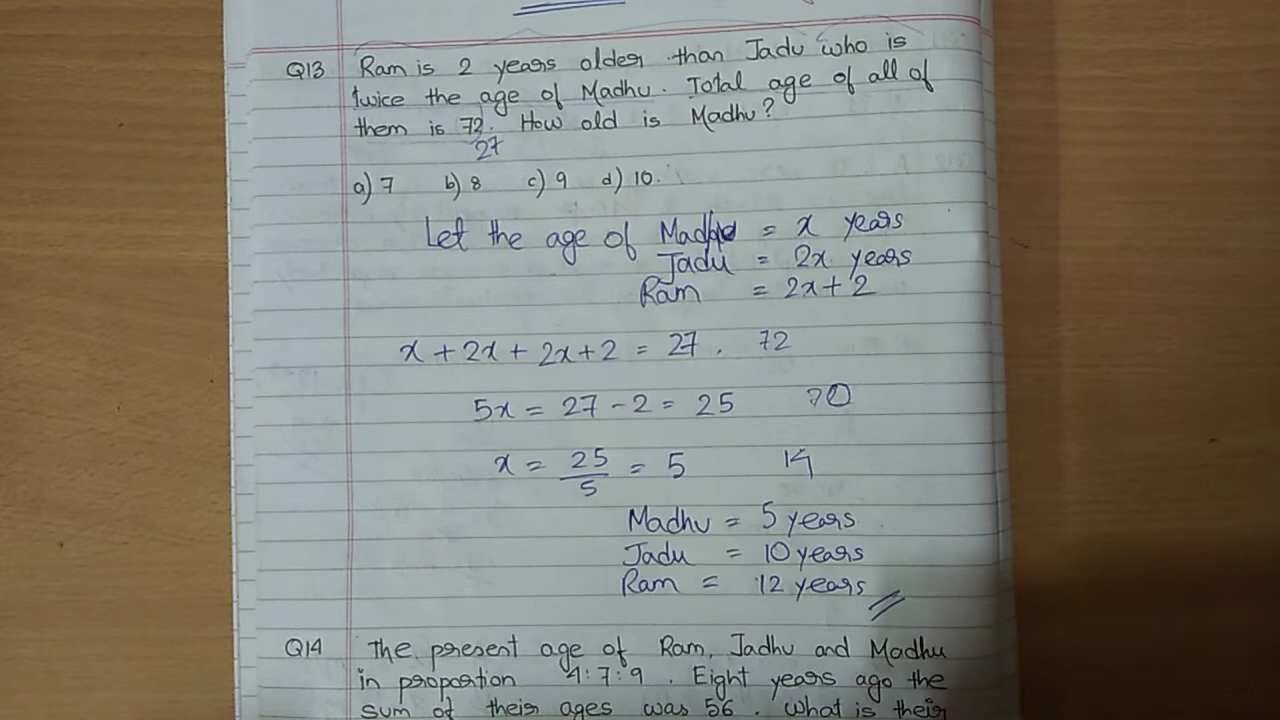 Q13 Ram is 2 years older than Jadu who is
twice the age of Madhu. Total age of all of
them is 72. How old is Madhu?
27
a) 7 b) 8 c) 9 d) 10.
Let the age of Madhu = x years
Jadu = 2x years
Ram = 2x+2
x + 2x + 2x+2 = 27. 72
5x = 27 - 2 = 25 70
x = 25/5 = 5 14
Madhu = 5 years
Jadu = 10 years
Ram = 12 years
Q14 The present age of Ram, Jadhu and Madhu
in proportion 4:7:9. Eight years ago the
sum of their ages was 56. What is their